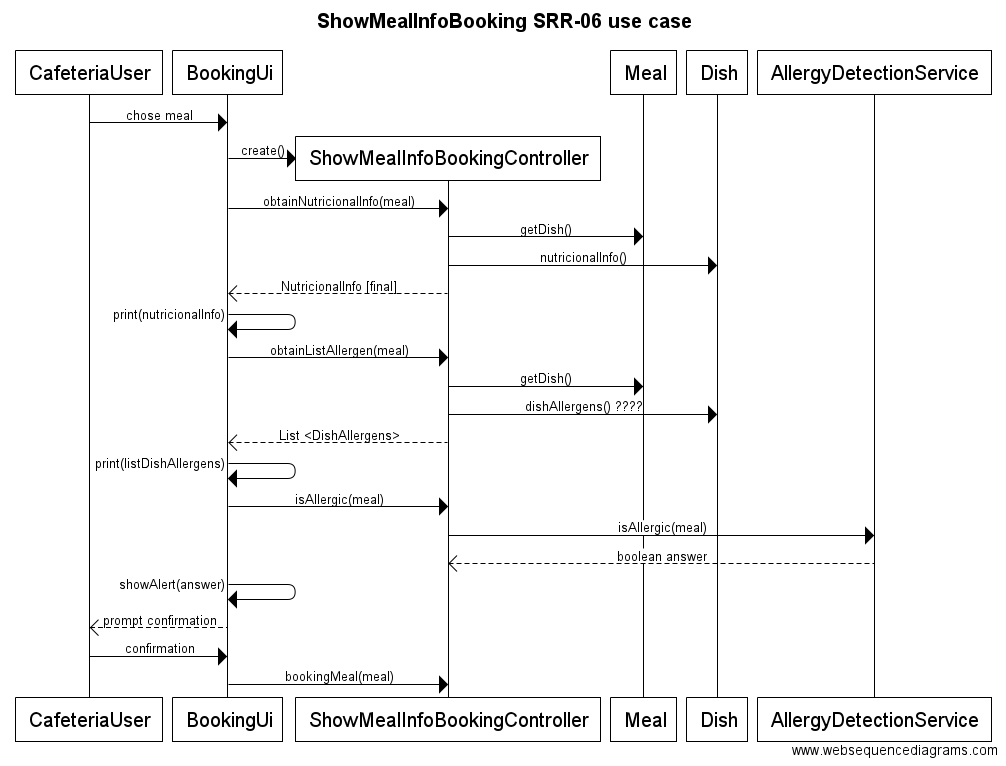 ShowMealInfoBooking SRR-06 use case
CafeteriaUser
BookingUi
Meal
Dish
AllergyDetectionService
chose meal
create()
ShowMealInfoBookingController
obtainNutricionalInfo(meal)
getDish()
nutricionalInfo()
NutricionalInfo [final]
print(nutricionalInfo)
obtainListAllergen(meal)
getDish()
dishAllergens() ????
List <DishAllergens>
print(listDishAllergens)
isAllergic(meal)
isAllergic(meal)
boolean answer
showAlert(answer)
prompt confirmation
confirmation
bookingMeal(meal)
CafeteriaUser
BookingUi
ShowMealInfoBookingController
Meal
Dish
AllergyDetectionService
www.websequencediagrams.com